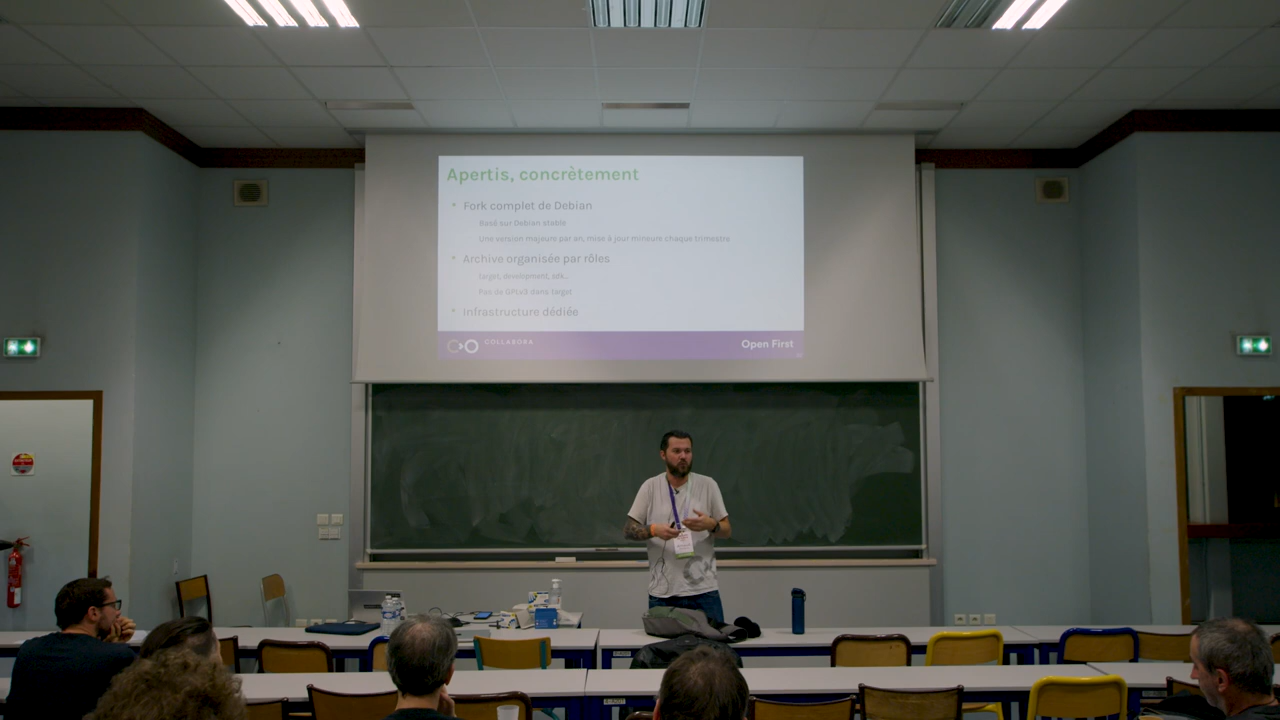 Apertis, concrètement
Fork complet de Debian
Basé sur Debian stable
Une version majeure par an, mise à jour mineurs chaque trimestre
Archive organisée par rôles
target, development, sdk...
Pas de GPLv3 dans target
Infrastructure dédiée
COLLABORA
Open First